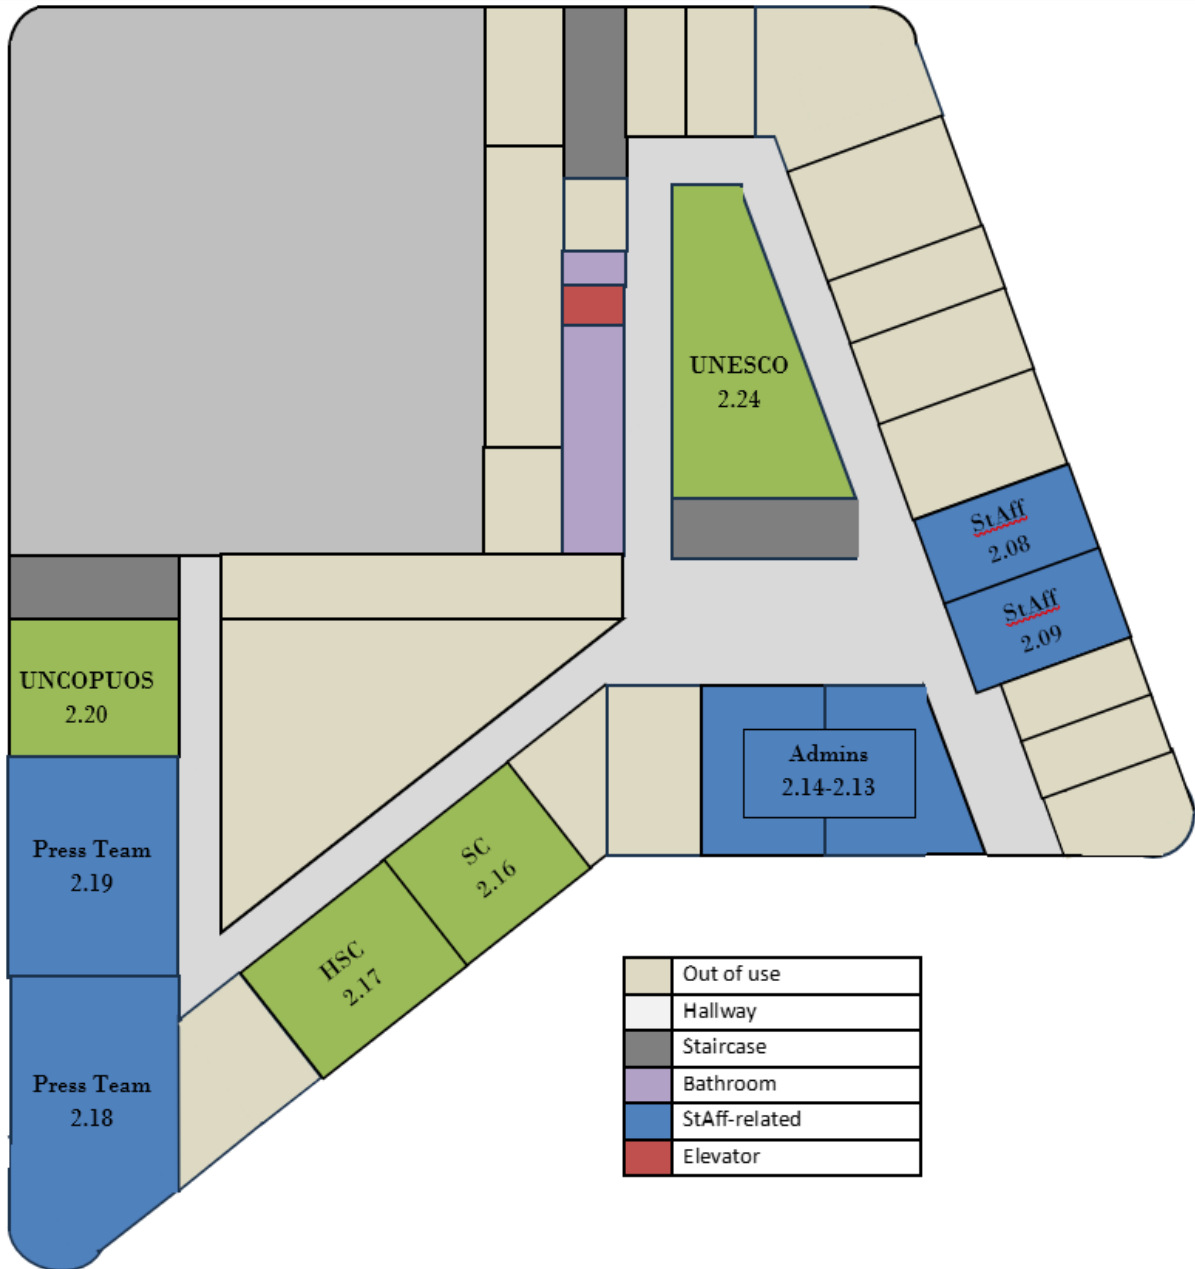 UNESCO
2.24
StAff
2.08
StAff
2.09
UNCOPUOS
2.20
Admins
2.14-2.13
Press Team
2.19
SC
2.16
HSC
2.17
Press Team
2.18
Out of use
Hallway
Staircase
Bathroom
StAff-related
Elevator